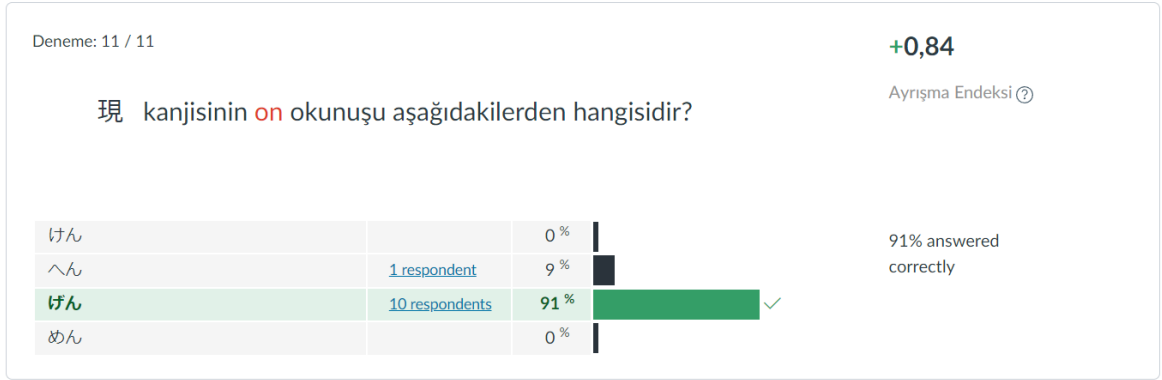 Deneme: 11 / 11
+0,84
Ayrışma Endeksi ?
現 kanjisinin on okunuşu aşağıdakilerden hangisidir?
けん 0 %
へん 1 respondent 9 %
げん 10 respondents 91 %
めん 0 %
91% answered
correctly